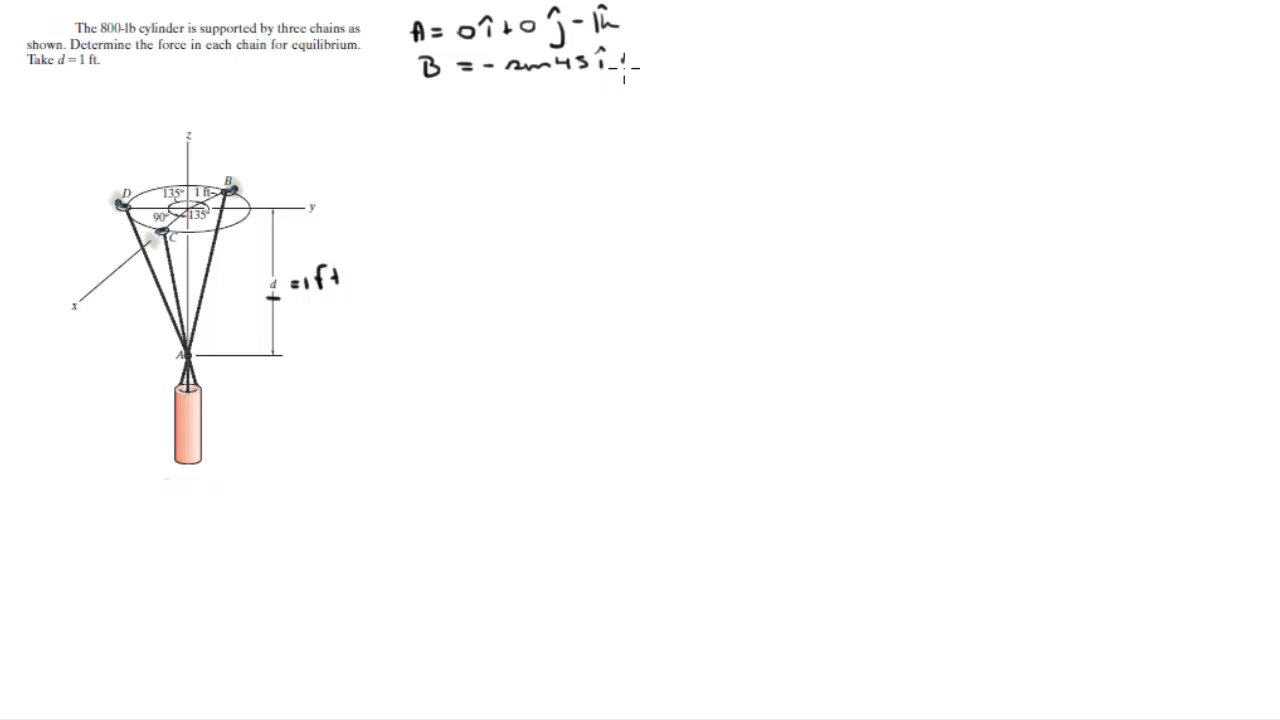 The 800-lb cylinder is supported by three chains as
shown. Determine the force in each chain for equilibrium.
Take d = 1 ft.
A = 0î + 0ĵ - 1k̂
B = - sin45 î +
z
D
135°
1 ft
B
90°
135°
y
C
x
d = 1ft
A